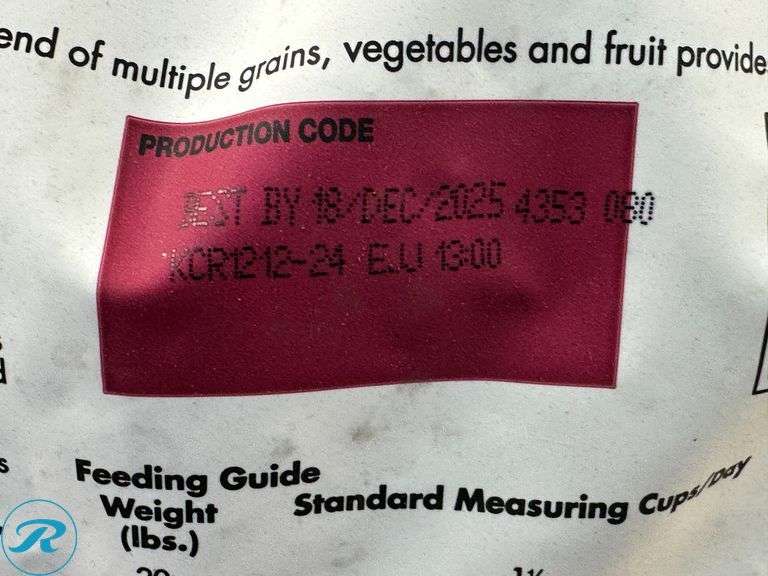 end of multiple grains, vegetables and fruit provide
PRODUCTION CODE
BEST BY 18/DEC/2025 4353 080
KCR1212-24 E.U 13:00
Feeding Guide
Weight
(lbs.)
Standard Measuring Cups/Day
R